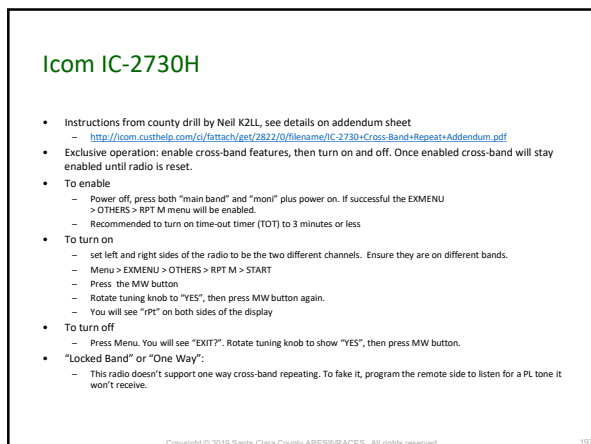 Icom IC-2730H
• Instructions from county drill by Neil K2LL, see details on addendum sheet
– http://icom.custhelp.com/ci/fattach/get/2822/0/filename/IC-2730+Cross-Band+Repeat+Addendum.pdf
• Exclusive operation: enable cross-band features, then turn on and off. Once enabled cross-band will stay
enabled until radio is reset.
• To enable
– Power off, press both “main band” and “moni” plus power on. If successful the EXMENU
> OTHERS > RPT M menu will be enabled.
– Recommended to turn on time-out timer (TOT) to 3 minutes or less
• To turn on
– set left and right sides of the radio to be the two different channels. Ensure they are on different bands.
– Menu > EXMENU > OTHERS > RPT M > START
– Press the MW button
– Rotate tuning knob to “YES”, then press MW button again.
– You will see “rPt” on both sides of the display
• To turn off
– Press Menu. You will see “EXIT?”. Rotate tuning knob to show “YES”, then press MW button.
• “Locked Band” or “One Way”:
– This radio doesn’t support one way cross-band repeating. To fake it, program the remote side to listen for a PL tone it
won’t receive.
Copyright © 2019 Santa Clara County ARES®/RACES. All rights reserved.